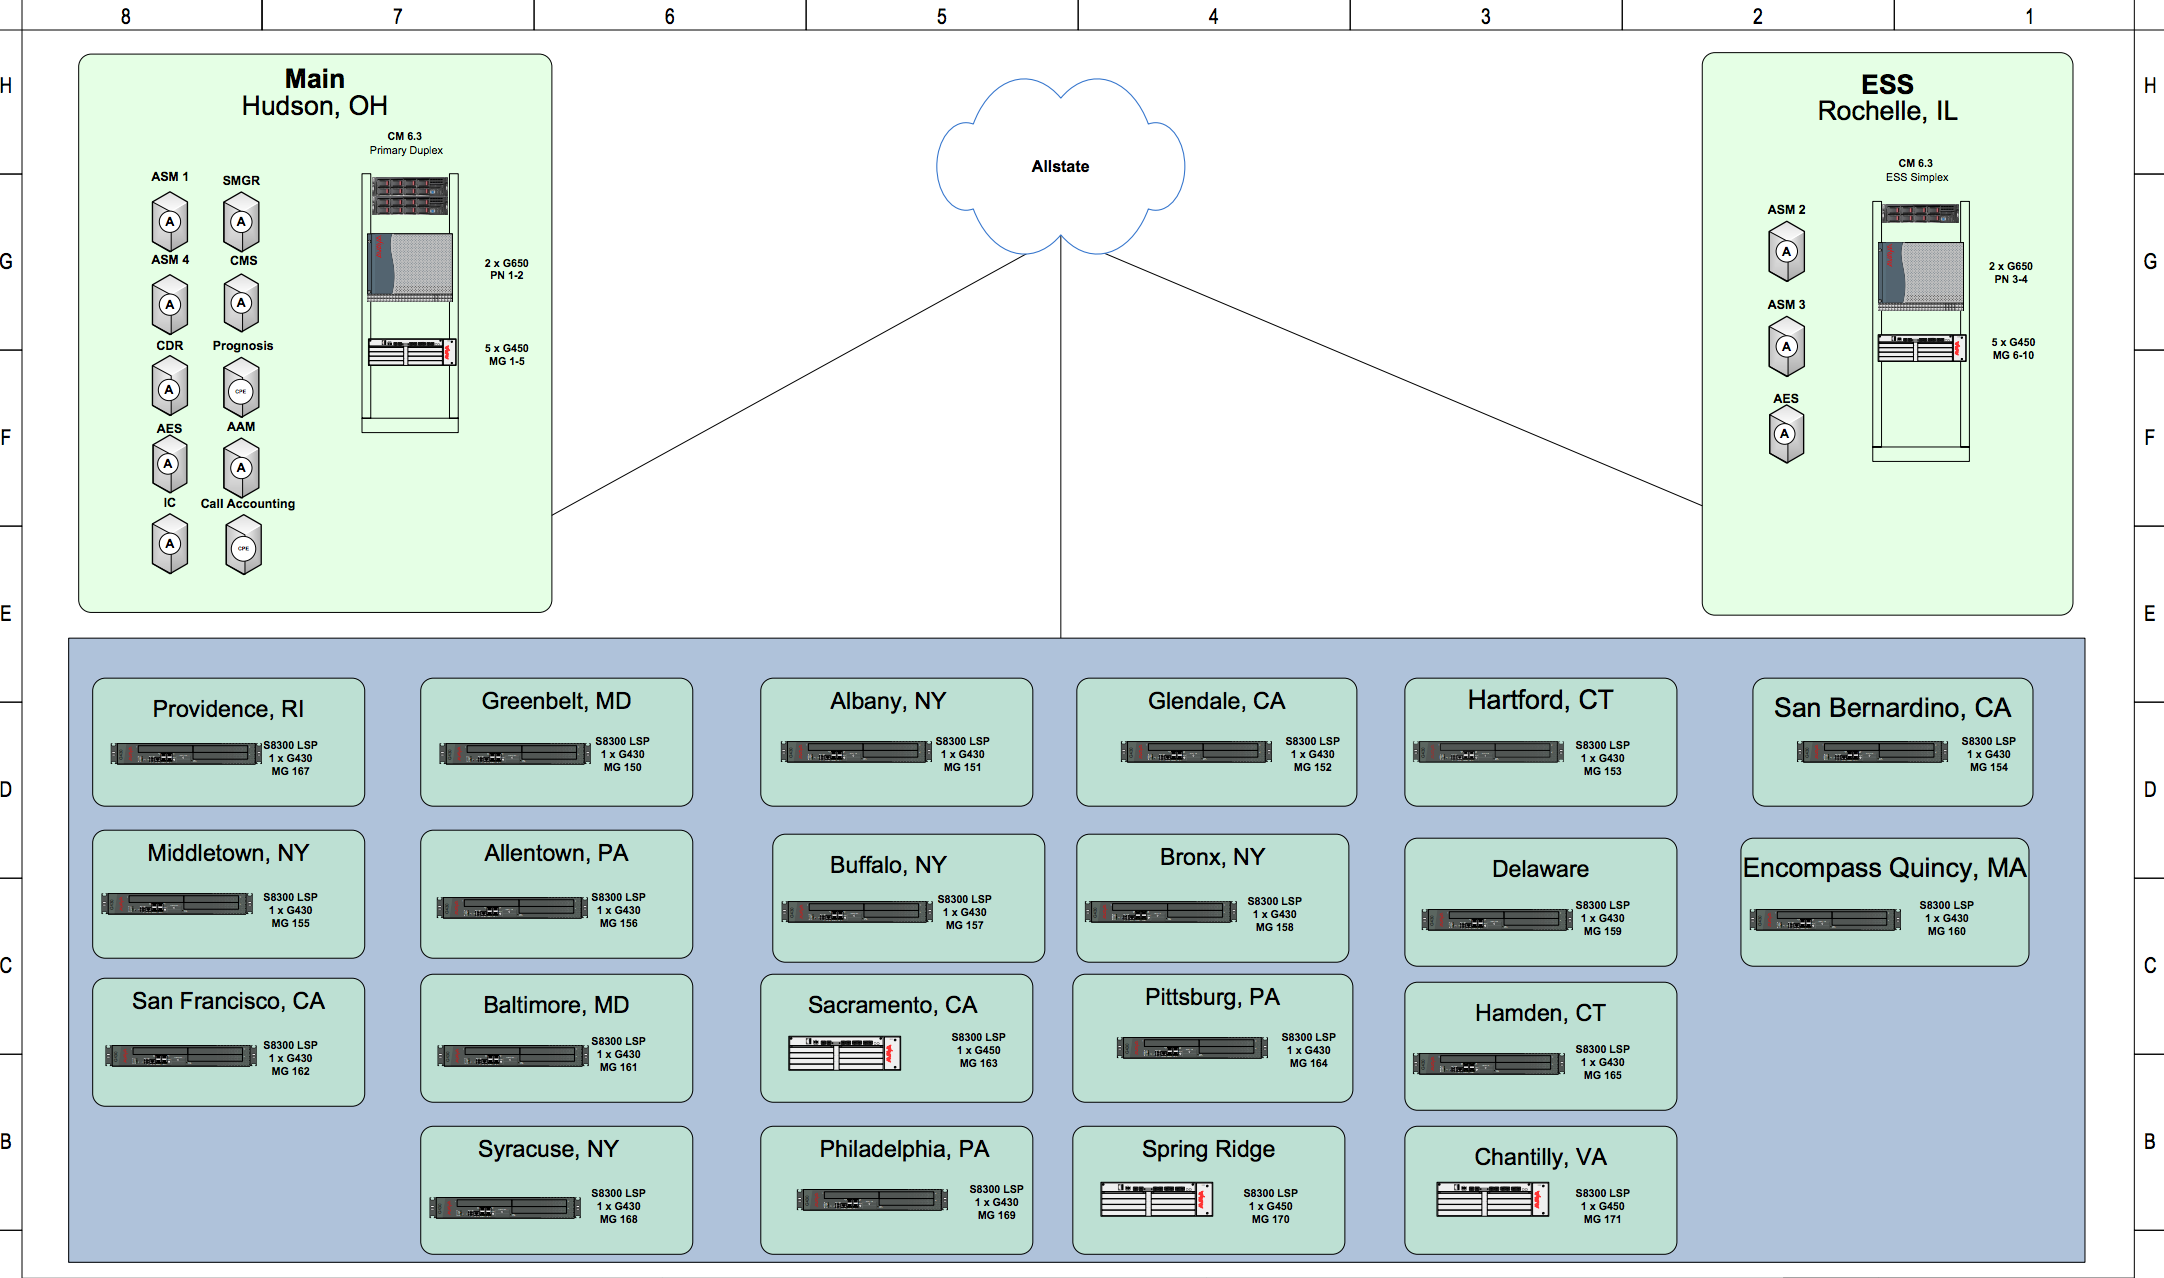 8 7 6 5 4 3 2 1
H
H
Main
Hudson, OH
CM 6.3
Primary Duplex
ASM 1
SMGR
A
A
ASM 4
CMS
A
A
CDR
Prognosis
A
CPE
AES
AAM
A
A
IC
Call Accounting
A
CPE
2 x G650
PN 1-2
5 x G450
MG 1-5
Allstate
ESS
Rochelle, IL
CM 6.3
ESS Simplex
ASM 2
A
ASM 3
A
AES
A
2 x G650
PN 3-4
5 x G450
MG 6-10
G
G
F
F
E
E
Providence, RI
S8300 LSP
1 x G430
MG 167
Greenbelt, MD
S8300 LSP
1 x G430
MG 150
Albany, NY
S8300 LSP
1 x G430
MG 151
Glendale, CA
S8300 LSP
1 x G430
MG 152
Hartford, CT
S8300 LSP
1 x G430
MG 153
San Bernardino, CA
S8300 LSP
1 x G430
MG 154
D
D
Middletown, NY
S8300 LSP
1 x G430
MG 155
Allentown, PA
S8300 LSP
1 x G430
MG 156
Buffalo, NY
S8300 LSP
1 x G430
MG 157
Bronx, NY
S8300 LSP
1 x G430
MG 158
Delaware
S8300 LSP
1 x G430
MG 159
Encompass Quincy, MA
S8300 LSP
1 x G430
MG 160
C
C
San Francisco, CA
S8300 LSP
1 x G430
MG 162
Baltimore, MD
S8300 LSP
1 x G430
MG 161
Sacramento, CA
S8300 LSP
1 x G450
MG 163
Pittsburg, PA
S8300 LSP
1 x G430
MG 164
Hamden, CT
S8300 LSP
1 x G430
MG 165
B
B
Syracuse, NY
S8300 LSP
1 x G430
MG 168
Philadelphia, PA
S8300 LSP
1 x G430
MG 169
Spring Ridge
S8300 LSP
1 x G450
MG 170
Chantilly, VA
S8300 LSP
1 x G450
MG 171